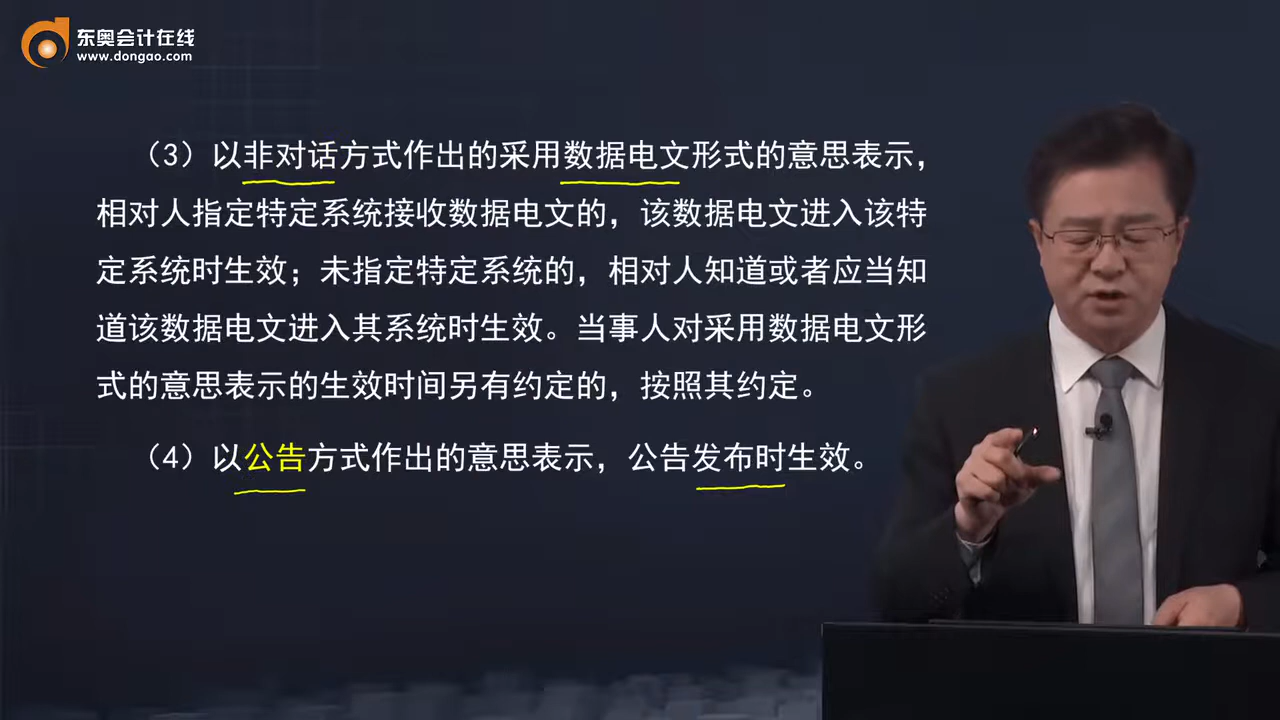 东奥会计在线
www.dongao.com
（3）以非对话方式作出的采用数据电文形式的意思表示，
相对人指定特定系统接收数据电文的，该数据电文进入该特
定系统时生效；未指定特定系统的，相对人知道或者应当知
道该数据电文进入其系统时生效。当事人对采用数据电文形
式的意思表示的生效时间另有约定的，按照其约定。
（4）以公告方式作出的意思表示，公告发布时生效。